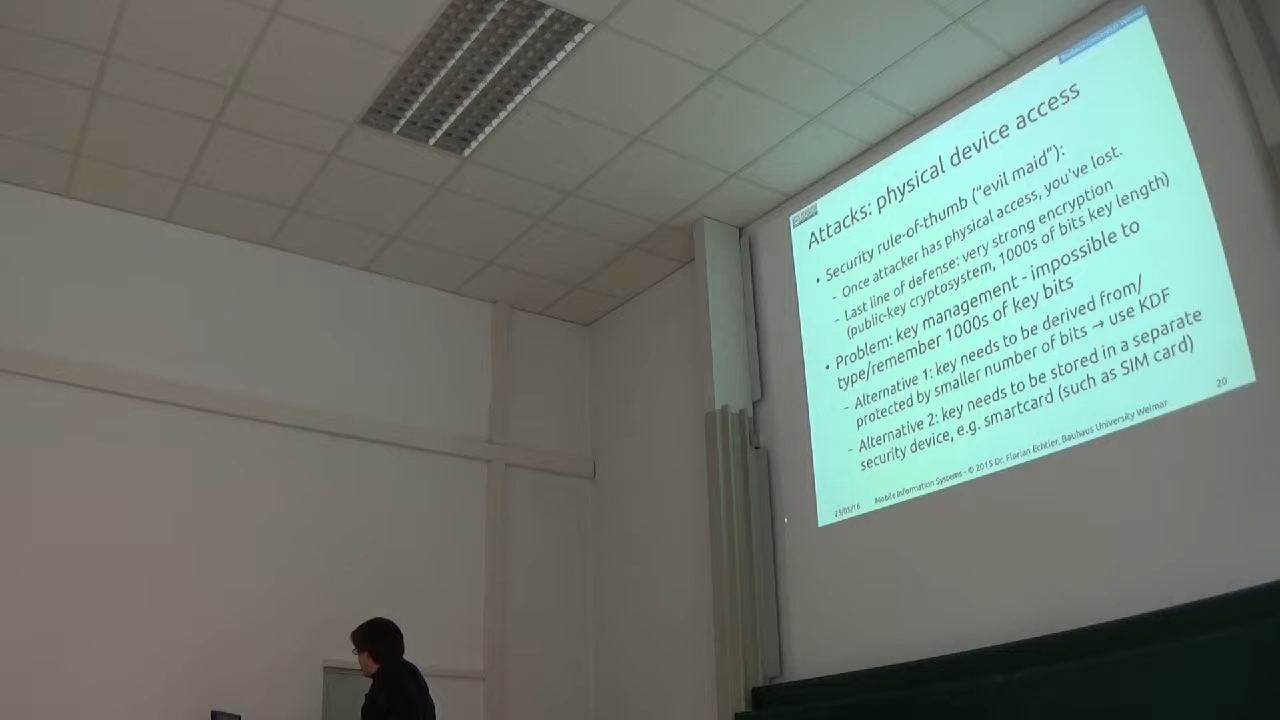 Attacks: physical device access
• Security rule-of-thumb ("evil maid"):
- Once attacker has physical access, you've lost.
- Last line of defense: very strong encryption
(public-key cryptosystem, 1000s of bits key length)
• Problem: key management - impossible to
type/remember 1000s of key bits
- Alternative 1: key needs to be derived from/
protected by smaller number of bits → use KDF
- Alternative 2: key needs to be stored in a separate
security device, e.g. smartcard (such as SIM card)
25/05/16 Mobile Information Systems - © 2015 Dr. Florian Echtler, Bauhaus University Weimar 20